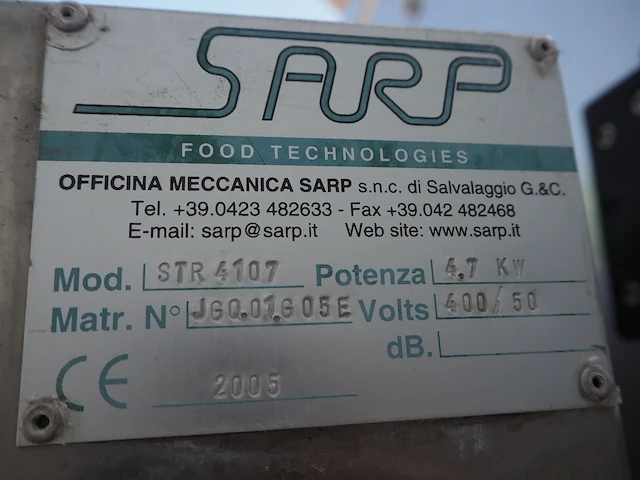 SARP
FOOD TECHNOLOGIES
OFFICINA MECCANICA SARP s.n.c. di Salvalaggio G.&C.
Tel. +39.0423 482633 - Fax +39.042 482468
E-mail: sarp@sarp.it Web site: www.sarp.it
Mod. STR 4107 Potenza 4,7 KW
Matr. N° JGQ.01.G05E Volts 400/50
dB.
CE 2005